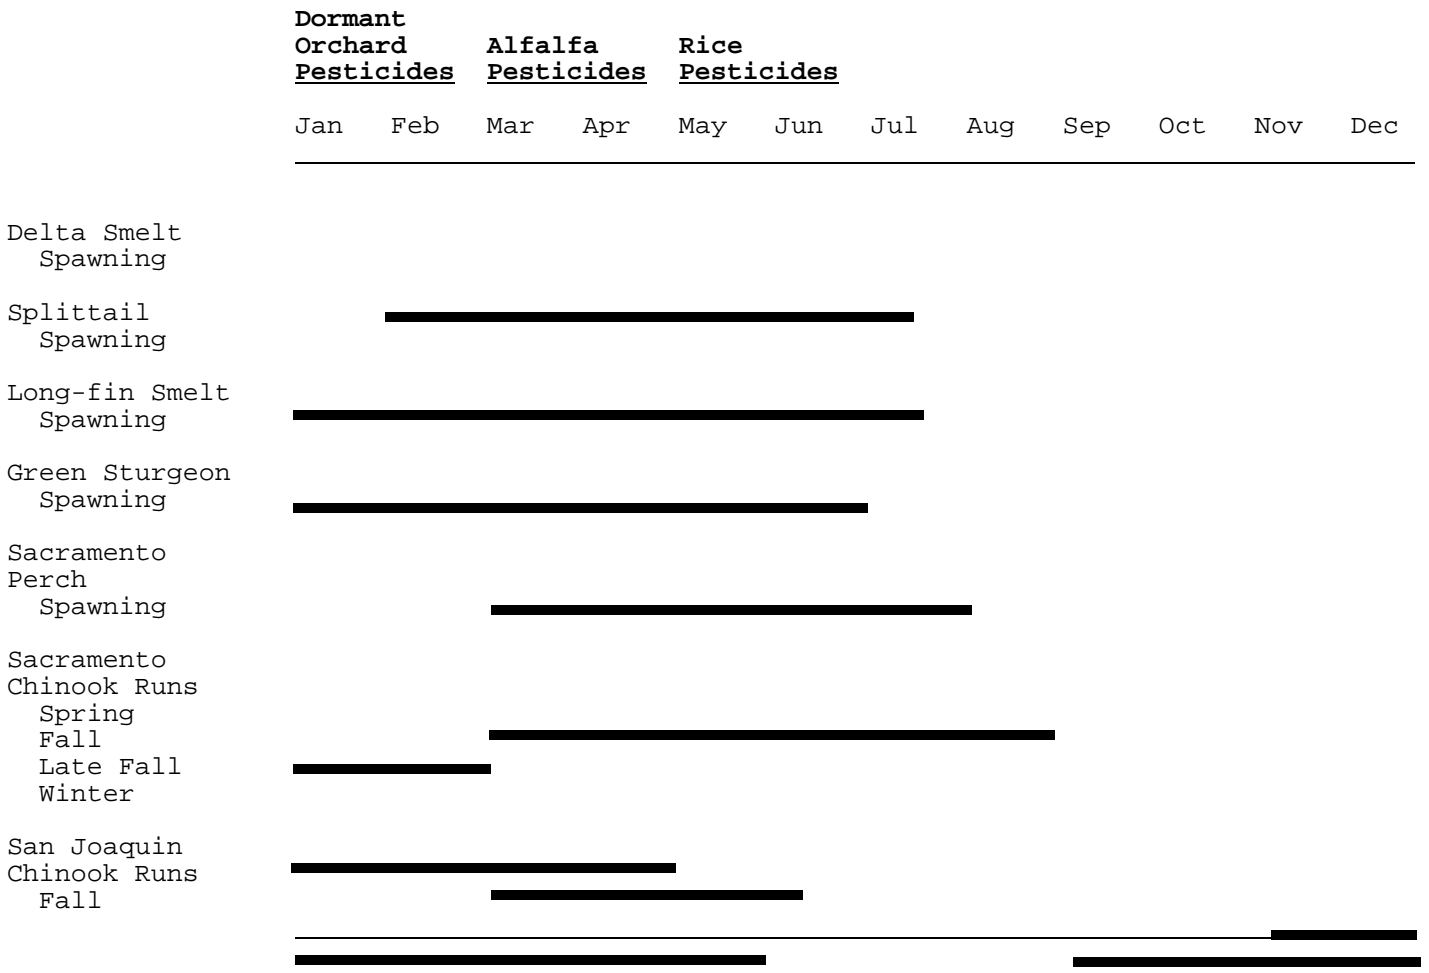 Dormant
Orchard Alfalfa Rice
Pesticides Pesticides Pesticides
Jan Feb Mar Apr May Jun Jul Aug Sep Oct Nov Dec
Delta Smelt
Spawning
Splittail
Spawning
Long-fin Smelt
Spawning
Green Sturgeon
Spawning
Sacramento
Perch
Spawning
Sacramento
Chinook Runs
Spring
Fall
Late Fall
Winter
San Joaquin
Chinook Runs
Fall